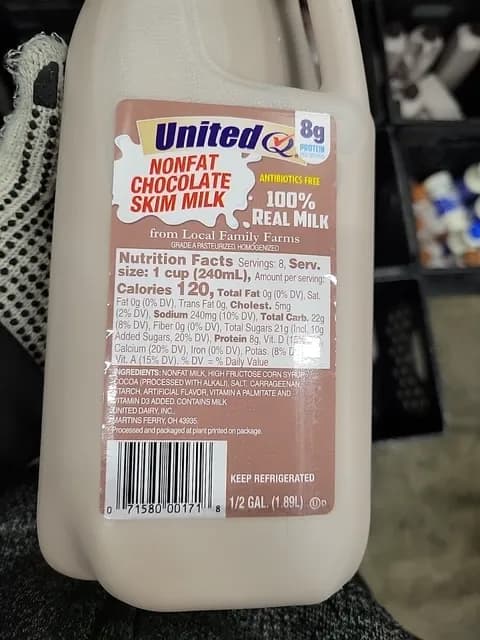 United
8g
PROTEIN
NONFAT
CHOCOLATE
SKIM MILK
ANTIBIOTICS FREE
100%
REAL MILK
from Local Family Farms
GRADE A PASTEURIZED, HOMOGENIZED
Nutrition Facts Servings: 8, Serv.
size: 1 cup (240mL), Amount per serving:
Calories 120, Total Fat 0g (0% DV), Sat.
Fat 0g (0% DV), Trans Fat 0g, Cholest. 5mg
(2% DV), Sodium 240mg (10% DV), Total Carb. 22g
(8% DV), Fiber 0g (0% DV), Total Sugars 21g (Incl. 10g
Added Sugars, 20% DV), Protein 8g, Vit. D
Calcium (20% DV), Iron (0% DV), Potas. (8%
Vit. A (15% DV). % DV = % Daily Value
INGREDIENTS: NONFAT MILK, HIGH FRUCTOSE CORN SYRUP,
COCOA (PROCESSED WITH ALKALI), SALT, CARRAGEENAN,
STARCH, ARTIFICIAL FLAVOR, VITAMIN A PALMITATE AND
VITAMIN D3 ADDED. CONTAINS MILK
UNITED DAIRY, INC.
MARTINS FERRY, OH 43935
Processed and packaged at plant printed on package.
KEEP REFRIGERATED
1/2 GAL. (1.89L) Ⓤ D
0 71580 00171 8